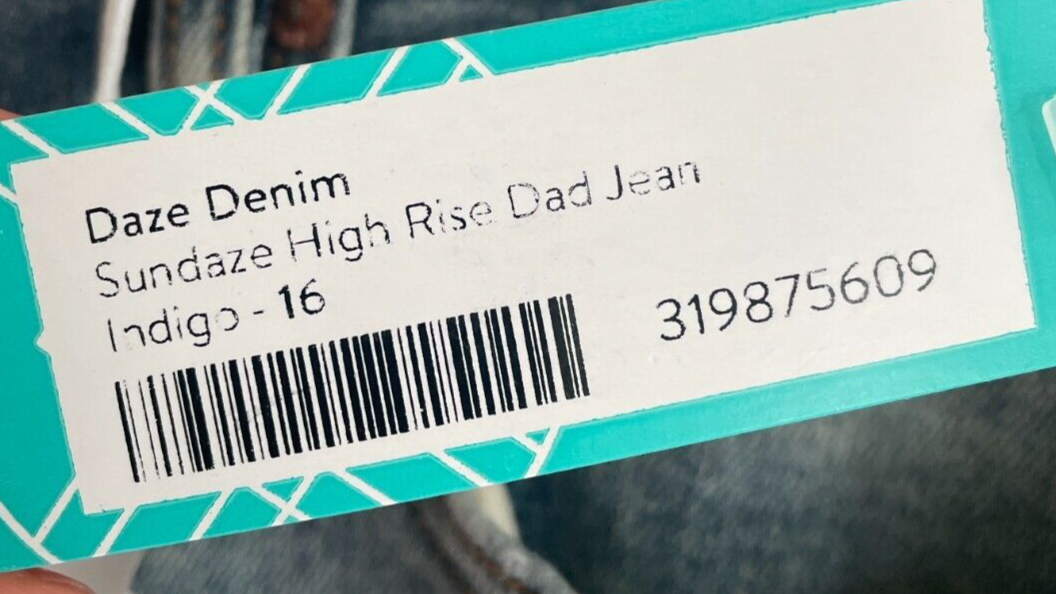 Daze Denim
Sundaze High Rise Dad Jean
Indigo - 16
319875609